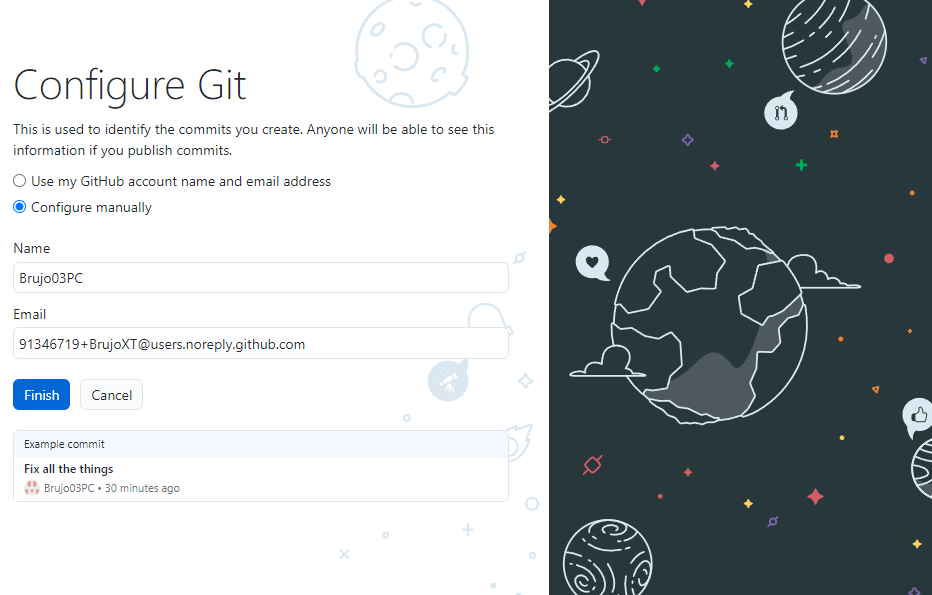 Configure Git
This is used to identify the commits you create. Anyone will be able to see this
information if you publish commits.
Use my GitHub account name and email address
Configure manually
Name
Brujo03PC
Email
91346719+BrujoXT@users.noreply.github.com
Finish Cancel
Example commit
Fix all the things
Brujo03PC • 30 minutes ago